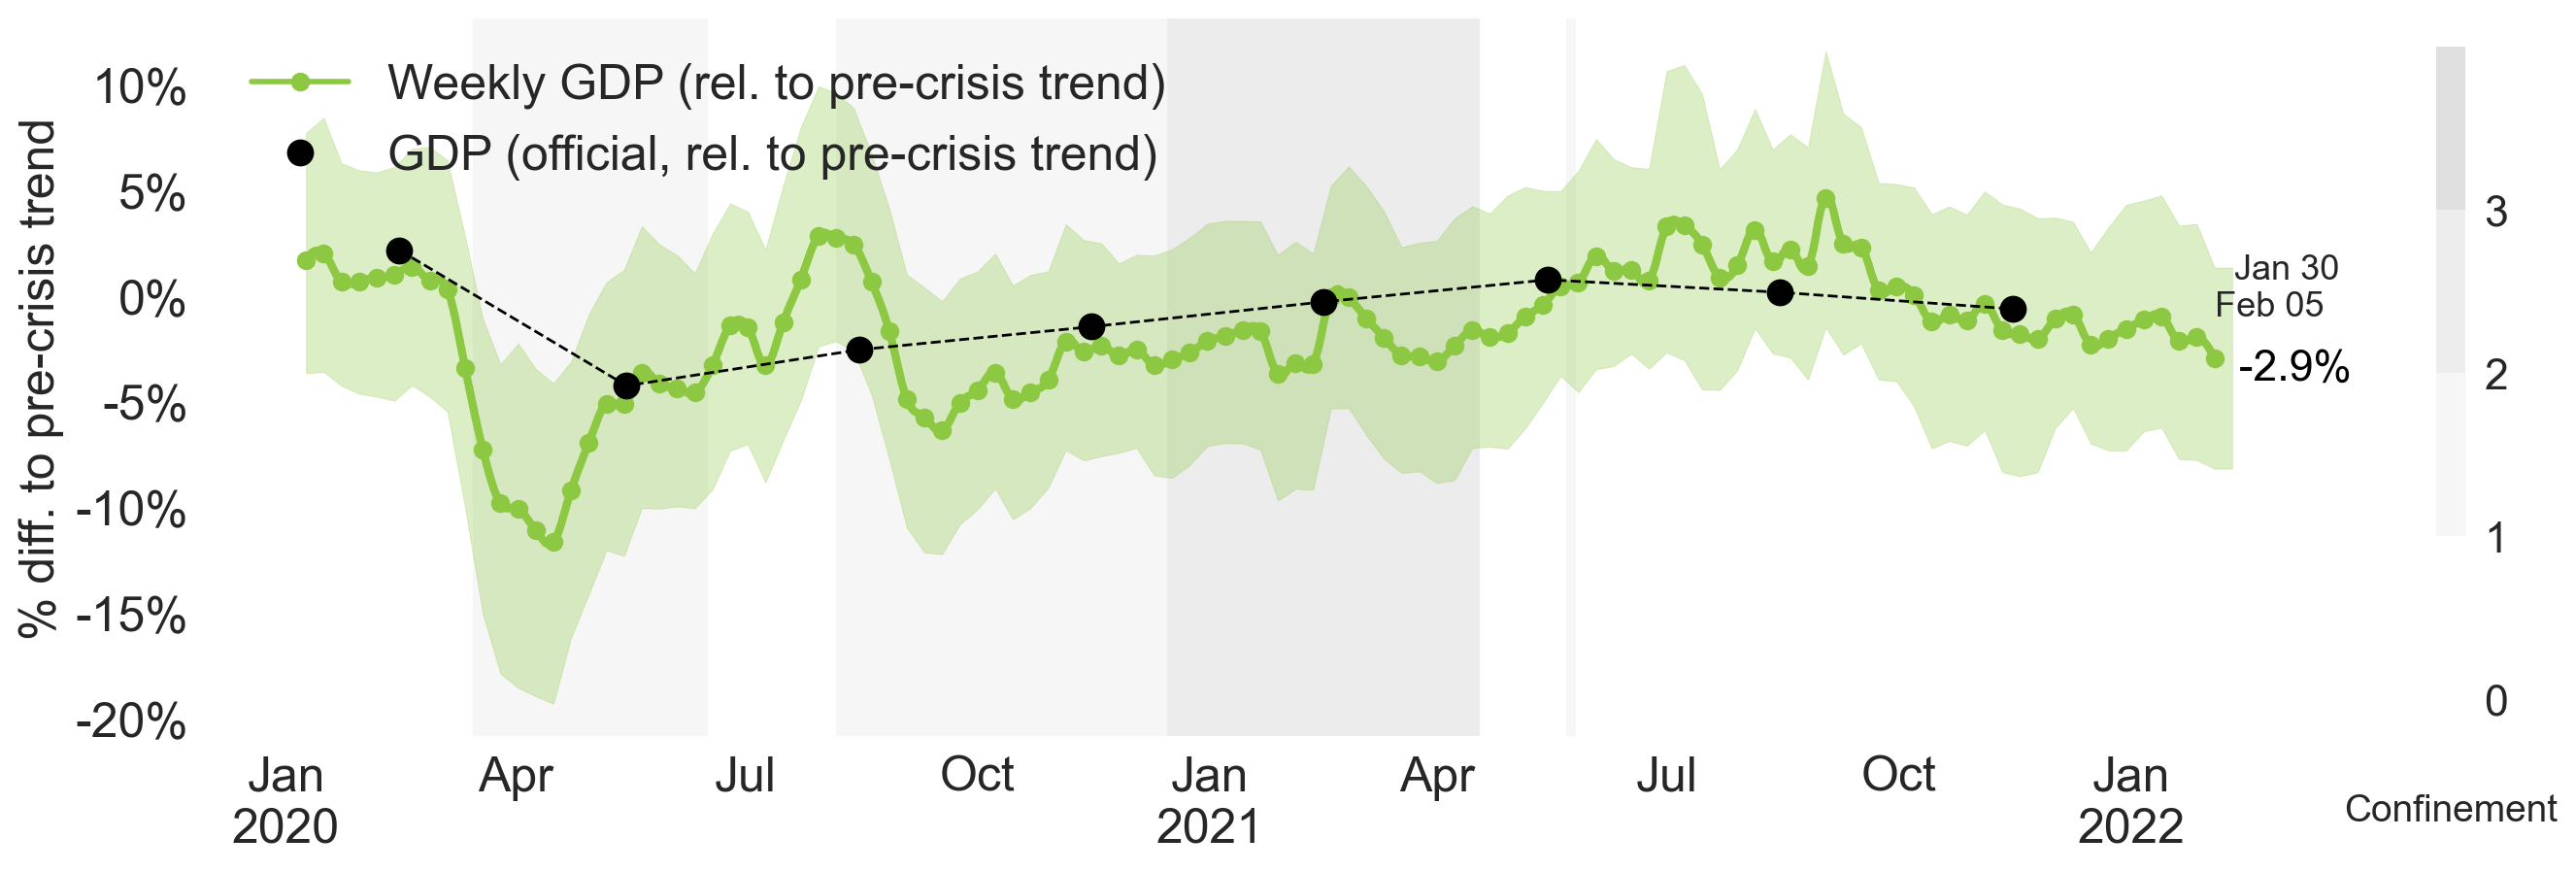 Weekly GDP (rel. to pre-crisis trend)
GDP (official, rel. to pre-crisis trend)
% diff. to pre-crisis trend
10%
5%
0%
-5%
-10%
-15%
-20%
Jan 30
Feb 05
-2.9%
3
2
1
0
Confinement
Jan Apr Jul Oct Jan Apr Jul Oct Jan
2020 2021 2022